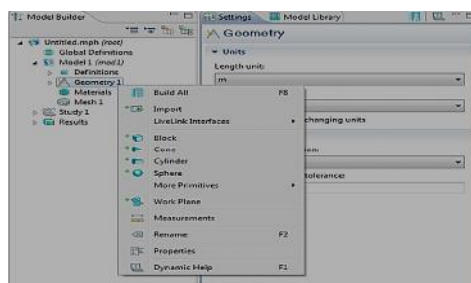 Model Builder
Untitled.mph (root)
Global Definitions
Model 1 (mod1)
Definitions
Geometry 1
Materials
Mesh 1
Study 1
Results
Build All F8
Import
LiveLink Interfaces
Block
Cone
Cylinder
Sphere
More Primitives
Work Plane
Measurements
Rename F2
Properties
Dynamic Help F1
Settings Model Library
Geometry
Units
Length unit:
m
changing units
tolerance: